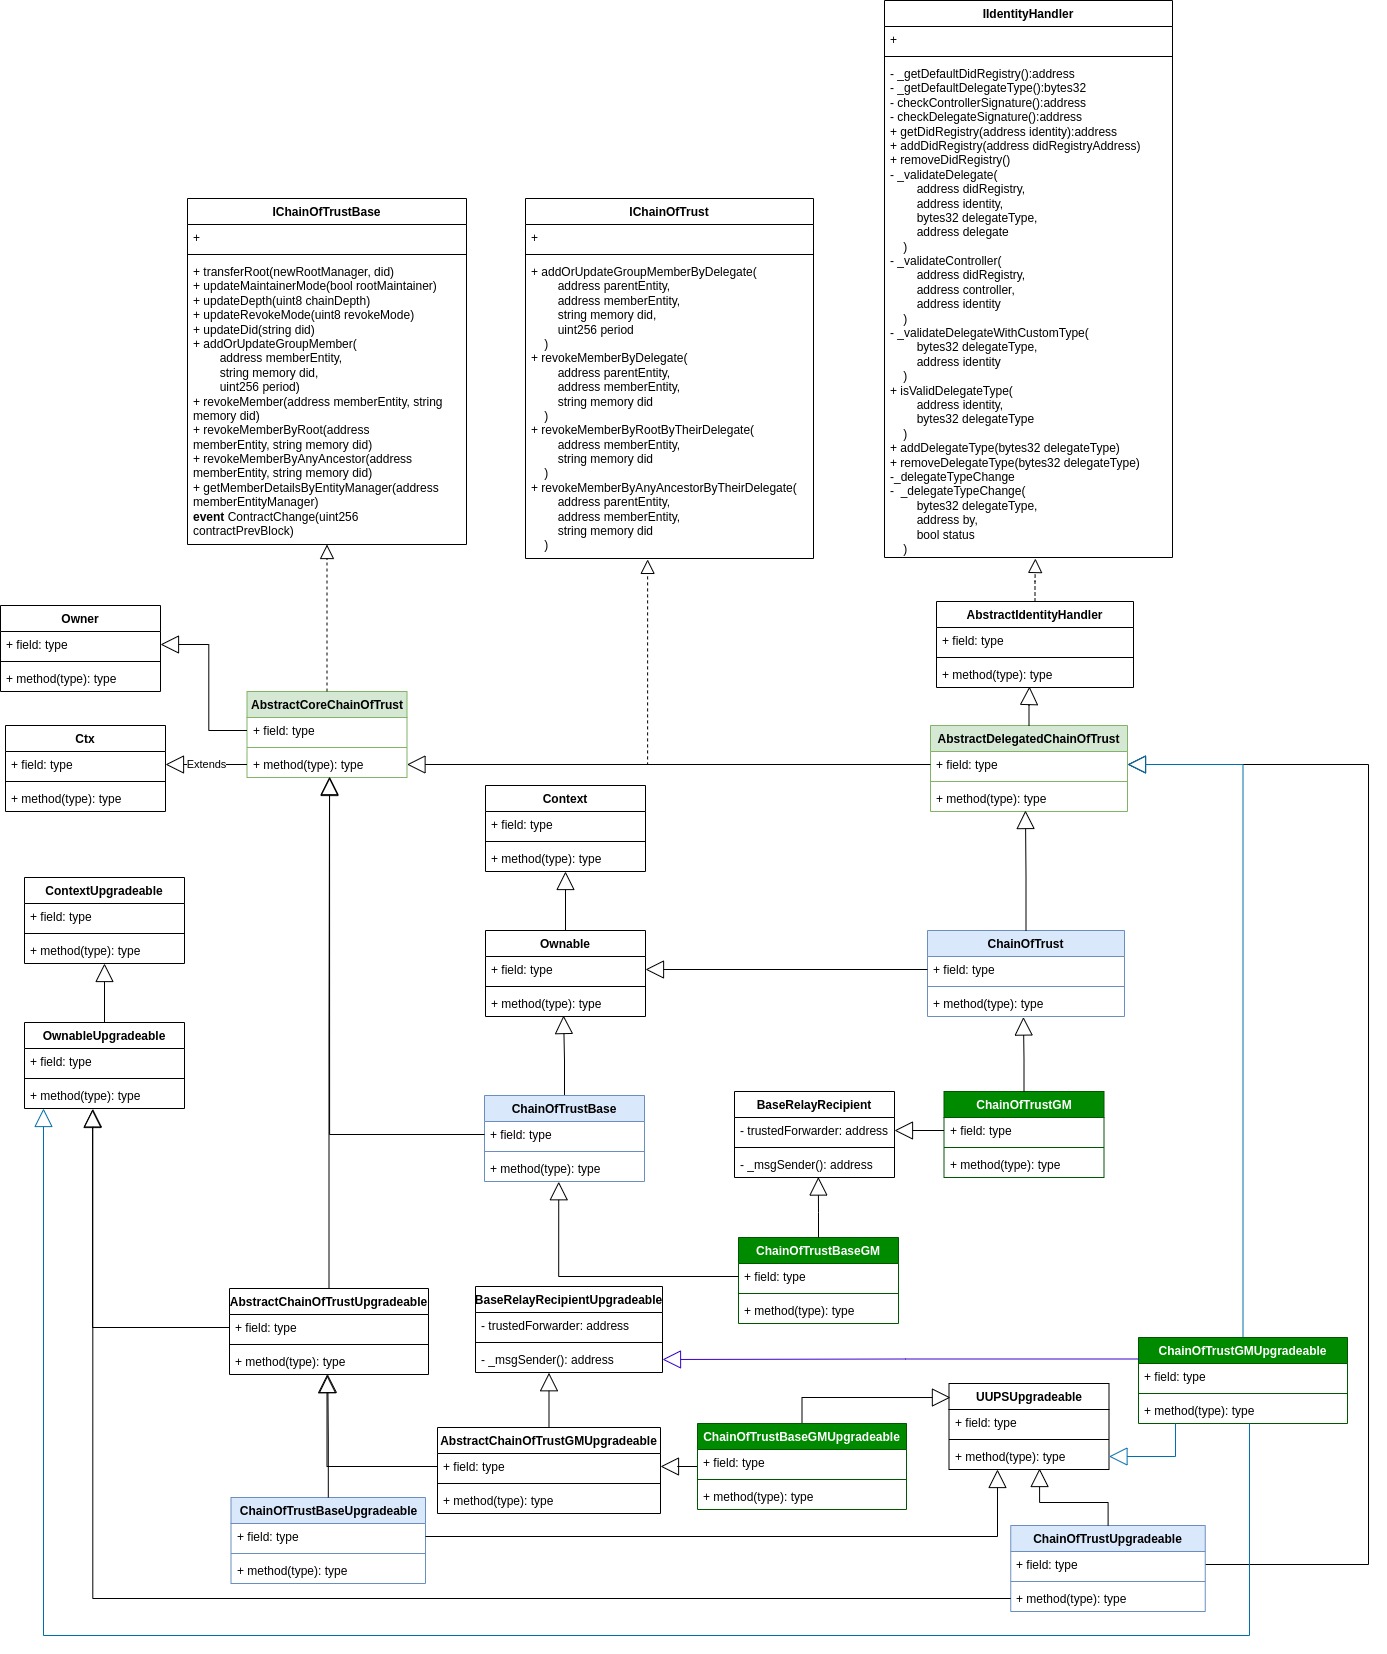 IIdentityHandler
+
- _getDefaultDidRegistry():address
- _getDefaultDelegateType():bytes32
- checkControllerSignature():address
- checkDelegateSignature():address
+ getDidRegistry(address identity):address
+ addDidRegistry(address didRegistryAddress)
+ removeDidRegistry()
- _validateDelegate(
address didRegistry,
address identity,
bytes32 delegateType,
address delegate
)
- _validateController(
address didRegistry,
address controller,
address identity
)
- _validateDelegateWithCustomType(
bytes32 delegateType,
address identity
)
+ isValidDelegateType(
address identity,
bytes32 delegateType
)
+ addDelegateType(bytes32 delegateType)
+ removeDelegateType(bytes32 delegateType)
-_delegateTypeChange
- _delegateTypeChange(
bytes32 delegateType,
address by,
bool status
)
IChainOfTrustBase
+
+ transferRoot(newRootManager, did)
+ updateMaintainerMode(bool rootMaintainer)
+ updateDepth(uint8 chainDepth)
+ updateRevokeMode(uint8 revokeMode)
+ updateDid(string did)
+ addOrUpdateGroupMember(
address memberEntity,
string memory did,
uint256 period)
+ revokeMember(address memberEntity, string
memory did)
+ revokeMemberByRoot(address
memberEntity, string memory did)
+ revokeMemberByAnyAncestor(address
memberEntity, string memory did)
+ getMemberDetailsByEntityManager(address
memberEntityManager)
event ContractChange(uint256
contractPrevBlock)
IChainOfTrust
+
+ addOrUpdateGroupMemberByDelegate(
address parentEntity,
address memberEntity,
string memory did,
uint256 period
)
+ revokeMemberByDelegate(
address parentEntity,
address memberEntity,
string memory did
)
+ revokeMemberByRootByTheirDelegate(
address memberEntity,
string memory did
)
+ revokeMemberByAnyAncestorByTheirDelegate(
address parentEntity,
address memberEntity,
string memory did
)
Owner
+ field: type
+ method(type): type
AbstractIdentityHandler
+ field: type
+ method(type): type
AbstractCoreChainOfTrust
+ field: type
+ method(type): type
Ctx
+ field: type
+ method(type): type
Extends
AbstractDelegatedChainOfTrust
+ field: type
+ method(type): type
Context
+ field: type
+ method(type): type
ContextUpgradeable
+ field: type
+ method(type): type
Ownable
+ field: type
+ method(type): type
ChainOfTrust
+ field: type
+ method(type): type
OwnableUpgradeable
+ field: type
+ method(type): type
ChainOfTrustBase
+ field: type
+ method(type): type
BaseRelayRecipient
- trustedForwarder: address
- _msgSender(): address
ChainOfTrustGM
+ field: type
+ method(type): type
ChainOfTrustBaseGM
+ field: type
+ method(type): type
AbstractChainOfTrustUpgradeable
+ field: type
+ method(type): type
BaseRelayRecipientUpgradeable
- trustedForwarder: address
- _msgSender(): address
ChainOfTrustGMUpgradeable
+ field: type
+ method(type): type
UUPSUpgradeable
+ field: type
+ method(type): type
AbstractChainOfTrustGMUpgradeable
+ field: type
+ method(type): type
ChainOfTrustBaseGMUpgradeable
+ field: type
+ method(type): type
ChainOfTrustBaseUpgradeable
+ field: type
+ method(type): type
ChainOfTrustUpgradeable
+ field: type
+ method(type): type